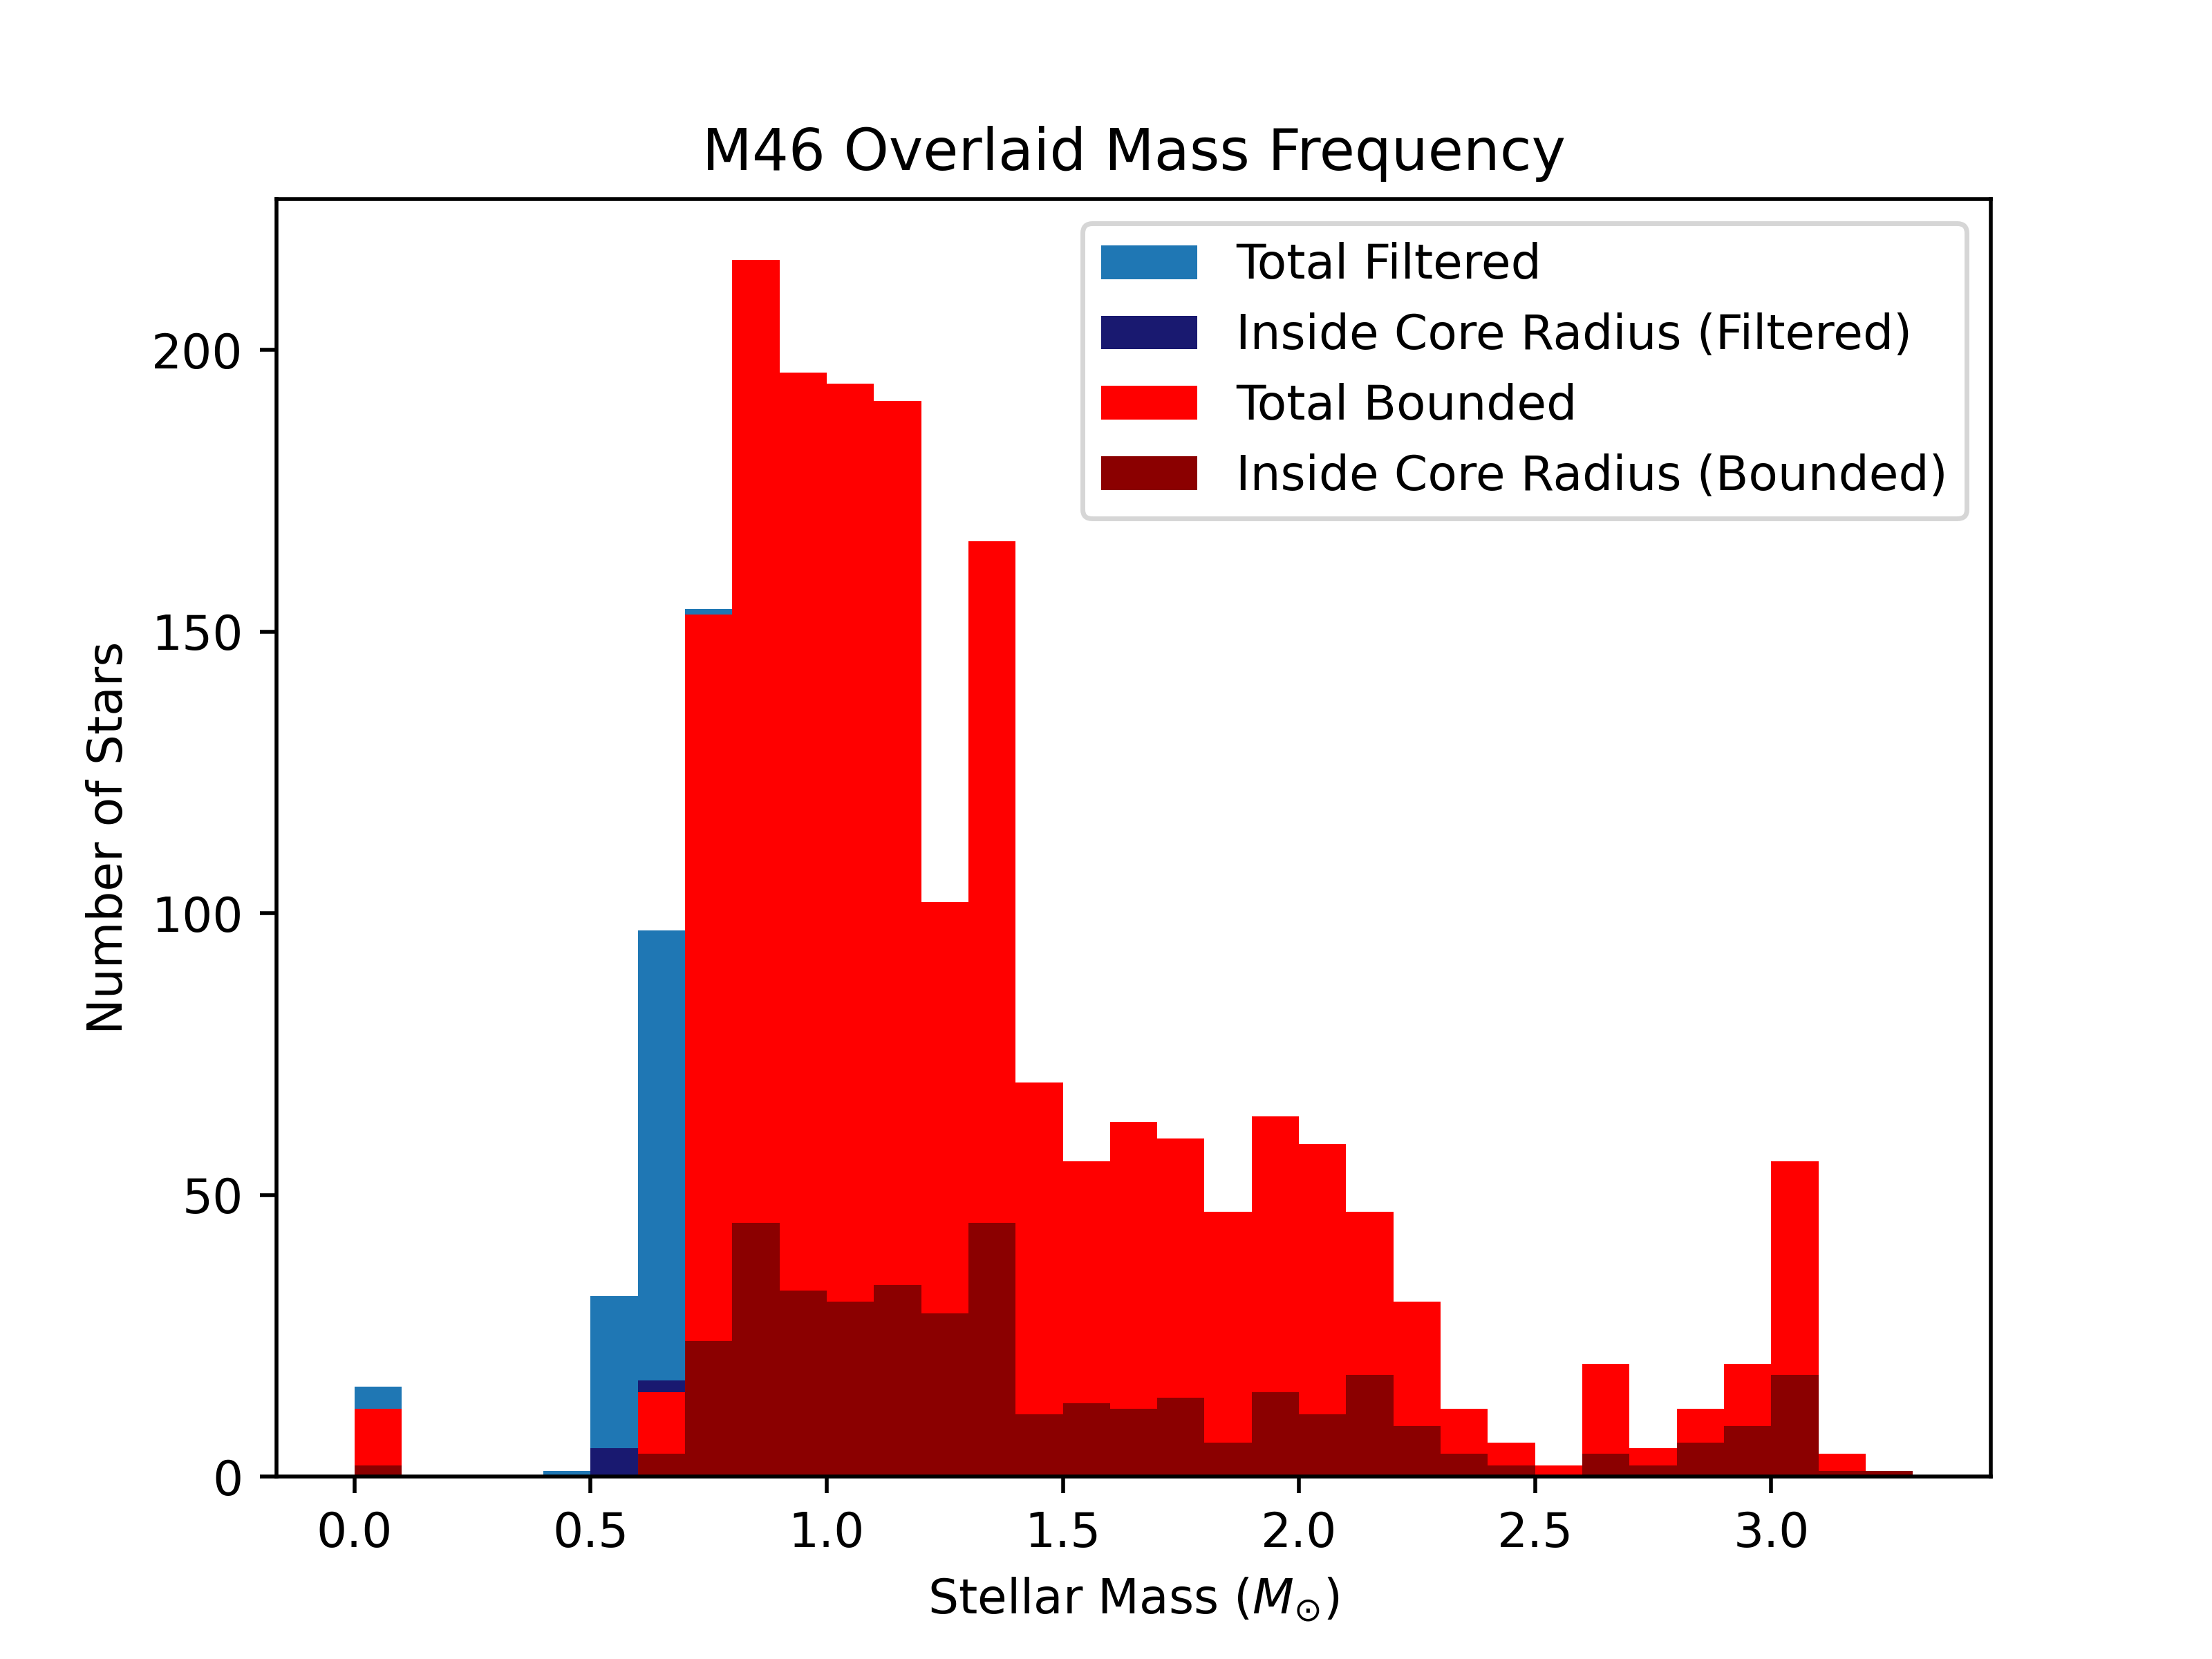 M46 Overlaid Mass Frequency
Total Filtered
Inside Core Radius (Filtered)
Total Bounded
Inside Core Radius (Bounded)
Number of Stars
200
150
100
50
0
0.0 0.5 1.0 1.5 2.0 2.5 3.0
Stellar Mass (M☉)